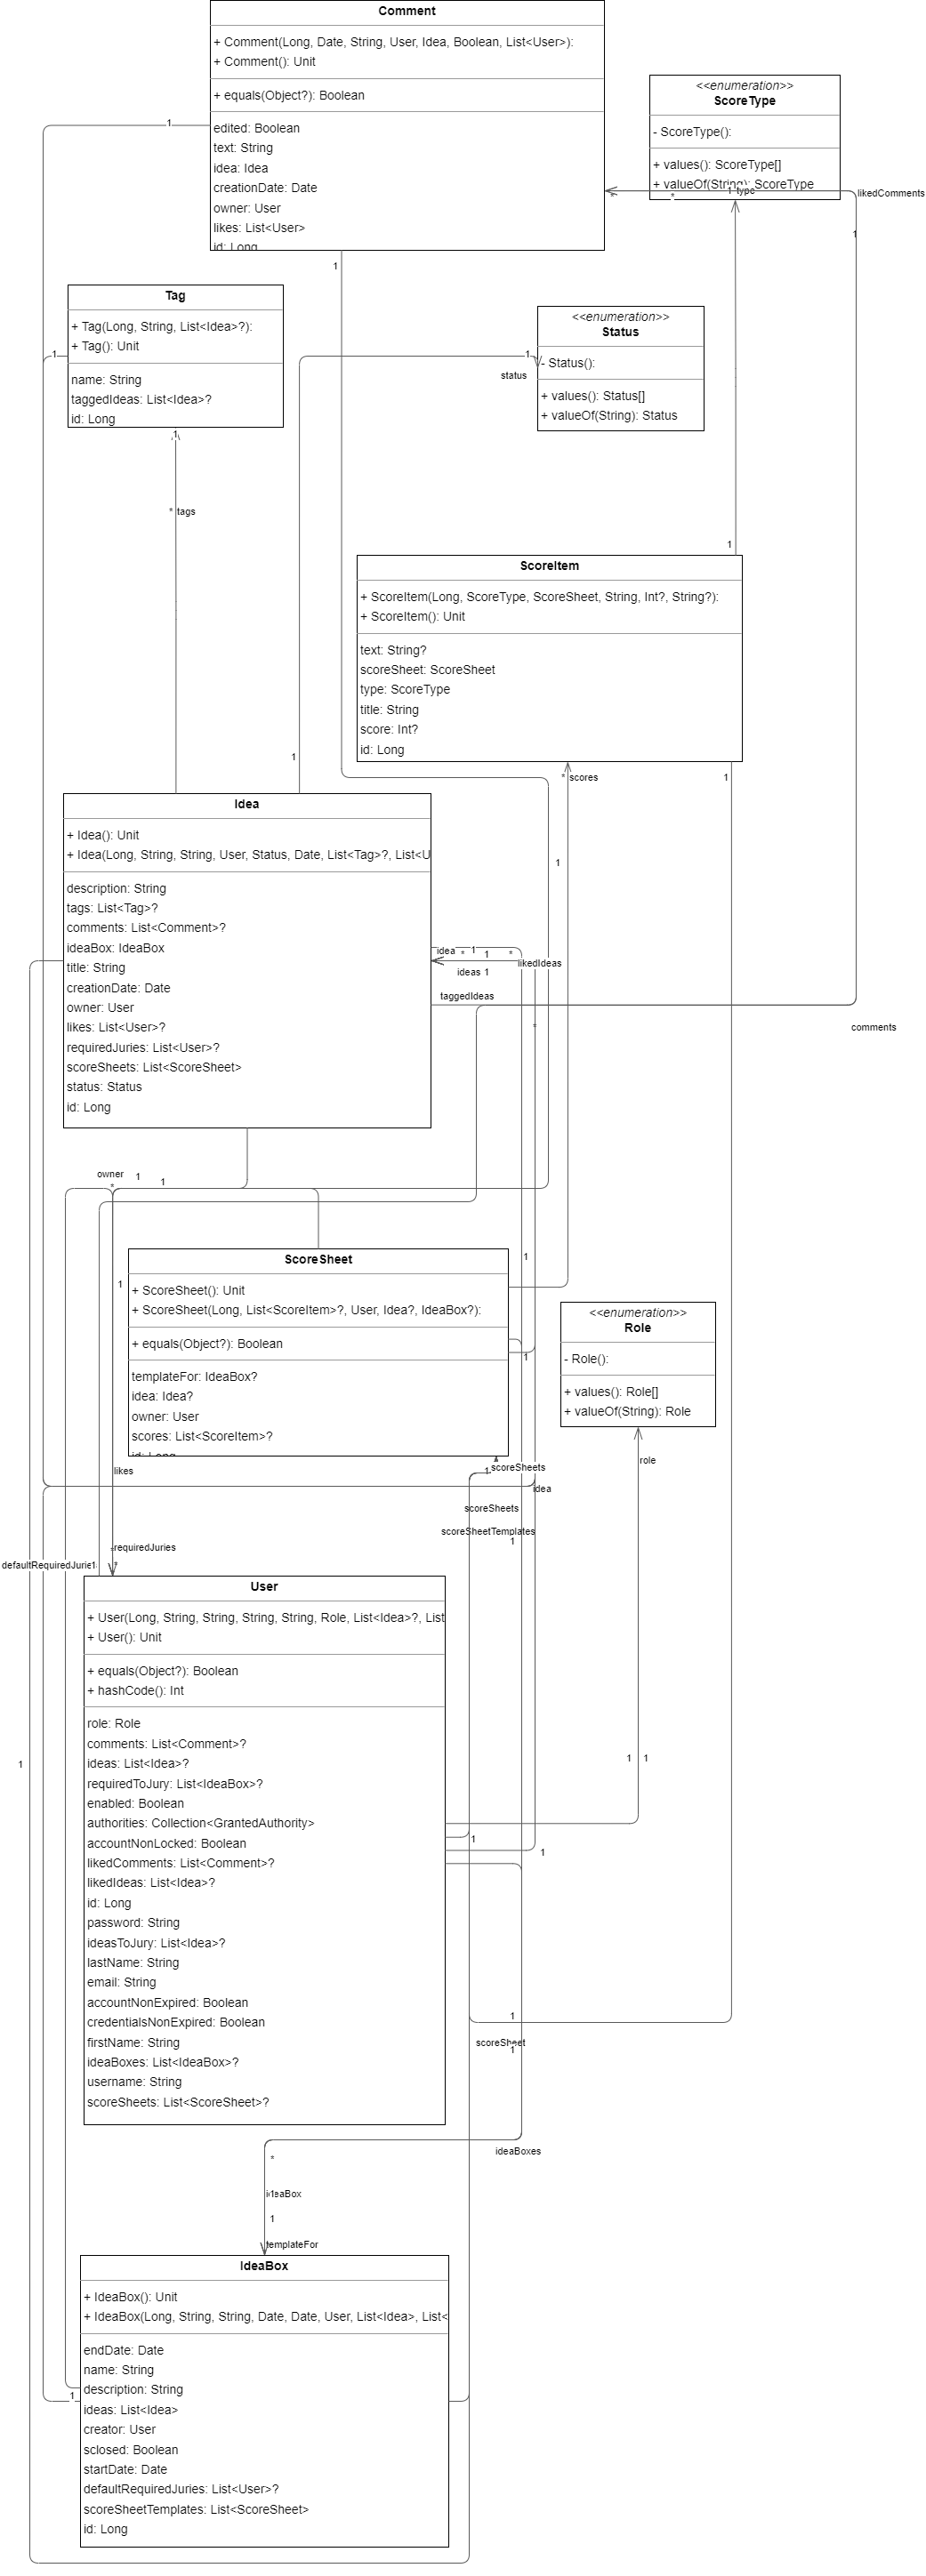 Comment
+ Comment(Long, Date, String, User, Idea, Boolean, List<User>):
+ Comment(): Unit
+ equals(Object?): Boolean
edited: Boolean
text: String
idea: Idea
creationDate: Date
owner: User
likes: List<User>
id: Long
<<enumeration>>
ScoreType
- ScoreType():
+ values(): ScoreType[]
+ valueOf(String): ScoreType
1 type
*
*
likedComments
1
1
1
Tag
+ Tag(Long, String, List<Idea>?):
+ Tag(): Unit
name: String
taggedIdeas: List<Idea>?
id: Long
1
1
* tags
<<enumeration>>
Status
- Status():
+ values(): Status[]
+ valueOf(String): Status
1
status
1
ScoreItem
+ ScoreItem(Long, ScoreType, ScoreSheet, String, Int?, String?):
+ ScoreItem(): Unit
text: String?
scoreSheet: ScoreSheet
type: ScoreType
title: String
score: Int?
id: Long
1
* scores
1
1
Idea
+ Idea(): Unit
+ Idea(Long, String, String, User, Status, Date, List<Tag>?, List<U
description: String
tags: List<Tag>?
comments: List<Comment>?
ideaBox: IdeaBox
title: String
creationDate: Date
owner: User
likes: List<User>?
requiredJuries: List<User>?
scoreSheets: List<ScoreSheet>
status: Status
id: Long
idea * 1 1 *
likedIdeas
ideas 1
taggedIdeas
*
comments
owner 1 1
*
1
ScoreSheet
+ ScoreSheet(): Unit
+ ScoreSheet(Long, List<ScoreItem>?, User, Idea?, IdeaBox?):
+ equals(Object?): Boolean
templateFor: IdeaBox?
idea: Idea?
owner: User
scores: List<ScoreItem>?
id: Long
1
1
<<enumeration>>
Role
- Role():
+ values(): Role[]
+ valueOf(String): Role
role
likes
1
scoreSheets
idea
scoreSheets
scoreSheetTemplates
1
requiredJuries
defaultRequiredJuries
*
User
+ User(Long, String, String, String, String, Role, List<Idea>?, List
+ User(): Unit
+ equals(Object?): Boolean
+ hashCode(): Int
role: Role
comments: List<Comment>?
ideas: List<Idea>?
requiredToJury: List<IdeaBox>?
enabled: Boolean
authorities: Collection<GrantedAuthority>
accountNonLocked: Boolean
likedComments: List<Comment>?
likedIdeas: List<Idea>?
id: Long
password: String
ideasToJury: List<Idea>?
lastName: String
email: String
accountNonExpired: Boolean
credentialsNonExpired: Boolean
firstName: String
ideaBoxes: List<IdeaBox>?
username: String
scoreSheets: List<ScoreSheet>?
1
1
1
1
1
1
scoreSheet
1
ideaBoxes
*
ideaBox
1
templateFor
IdeaBox
+ IdeaBox(): Unit
+ IdeaBox(Long, String, String, Date, Date, User, List<Idea>, List<
endDate: Date
name: String
description: String
ideas: List<Idea>
creator: User
sclosed: Boolean
startDate: Date
defaultRequiredJuries: List<User>?
scoreSheetTemplates: List<ScoreSheet>
id: Long
1